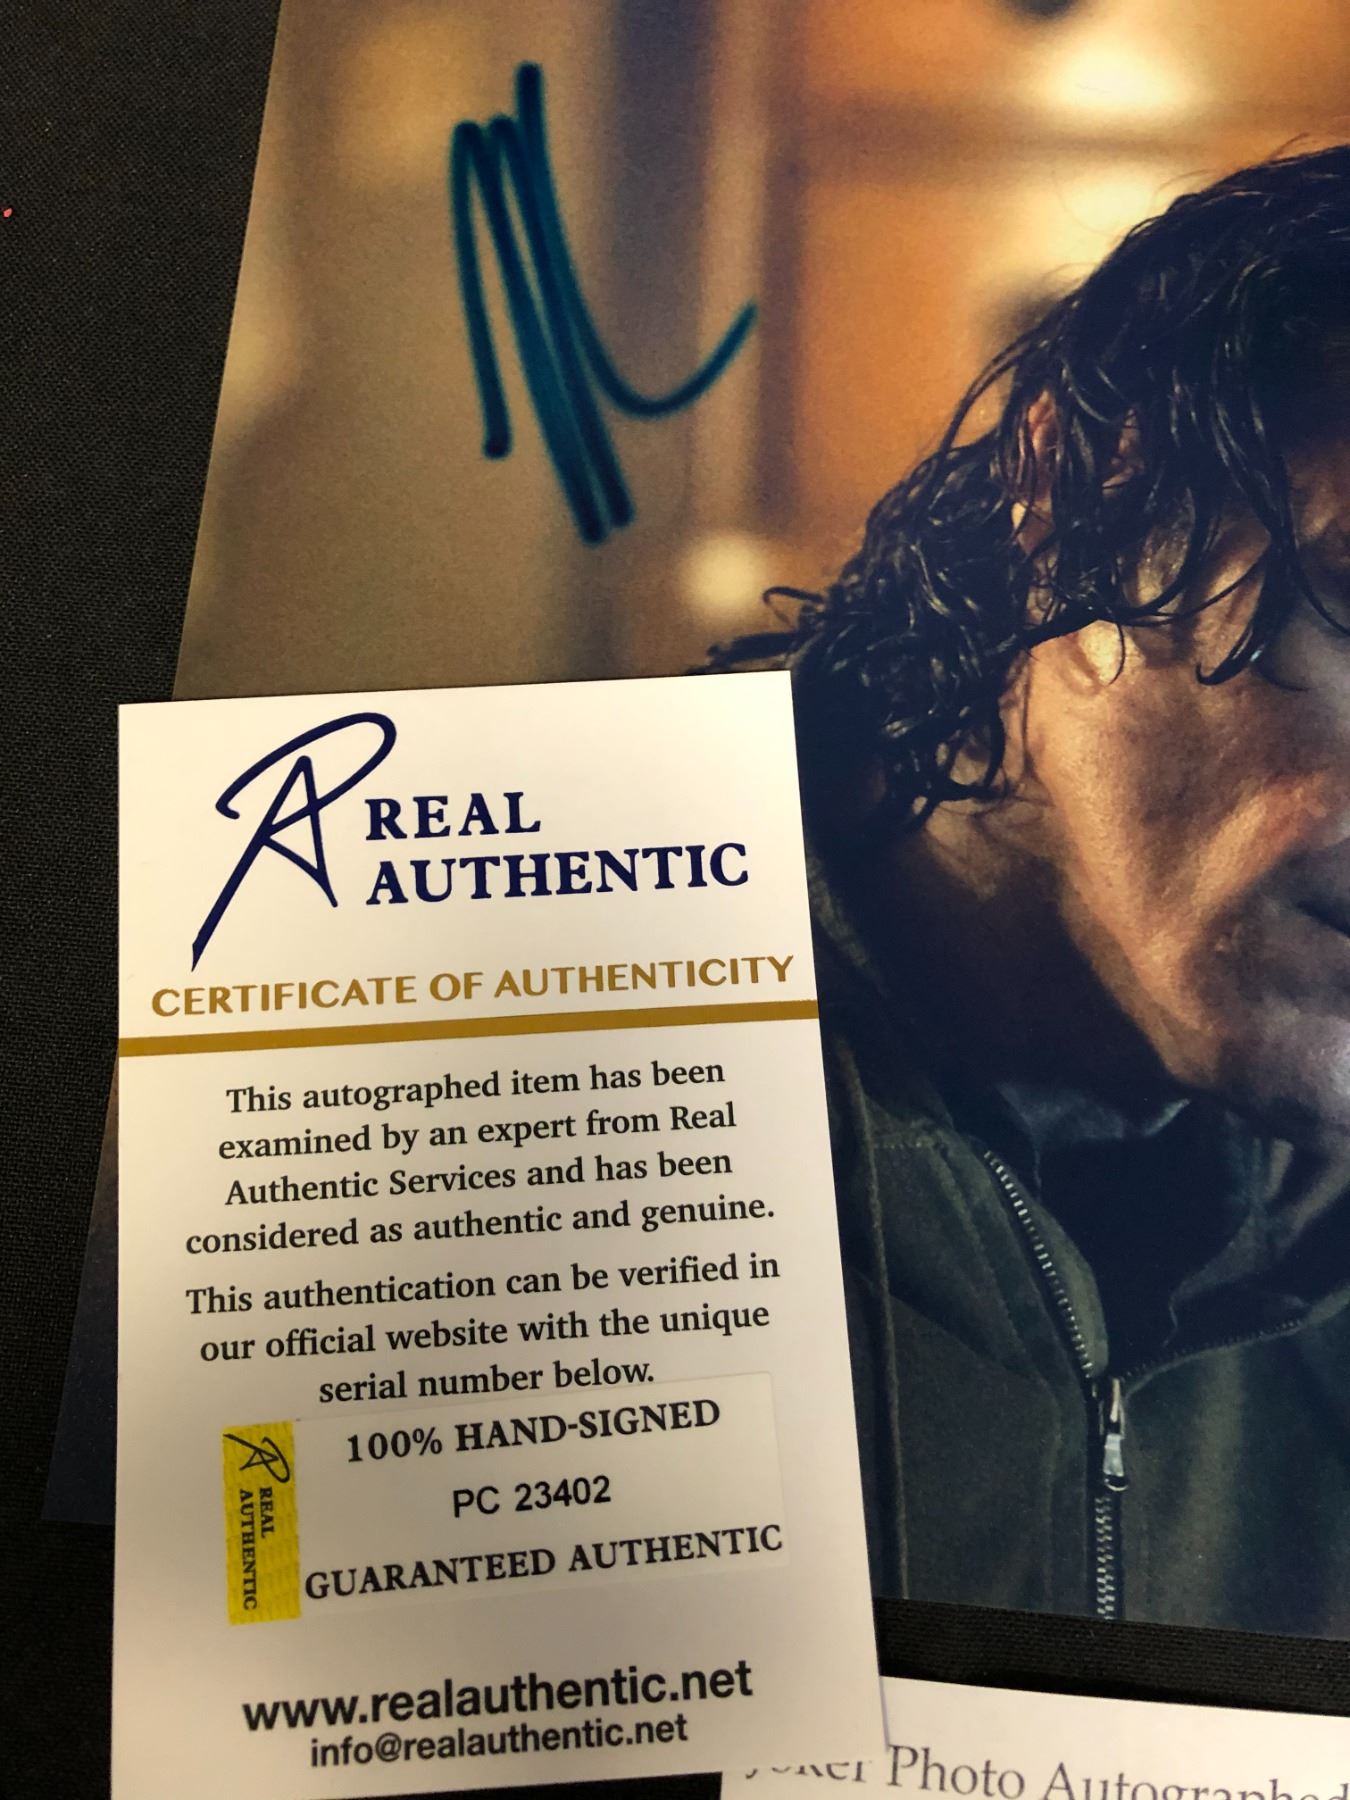 REAL
AUTHENTIC
CERTIFICATE OF AUTHENTICITY
This autographed item has been
examined by an expert from Real
Authentic Services and has been
considered as authentic and genuine.
This authentication can be verified in
our official website with the unique
serial number below.
100% HAND-SIGNED
PC 23402
GUARANTEED AUTHENTIC
REAL
AUTHENTIC
www.realauthentic.net
info@realauthentic.net
Photo Autographed